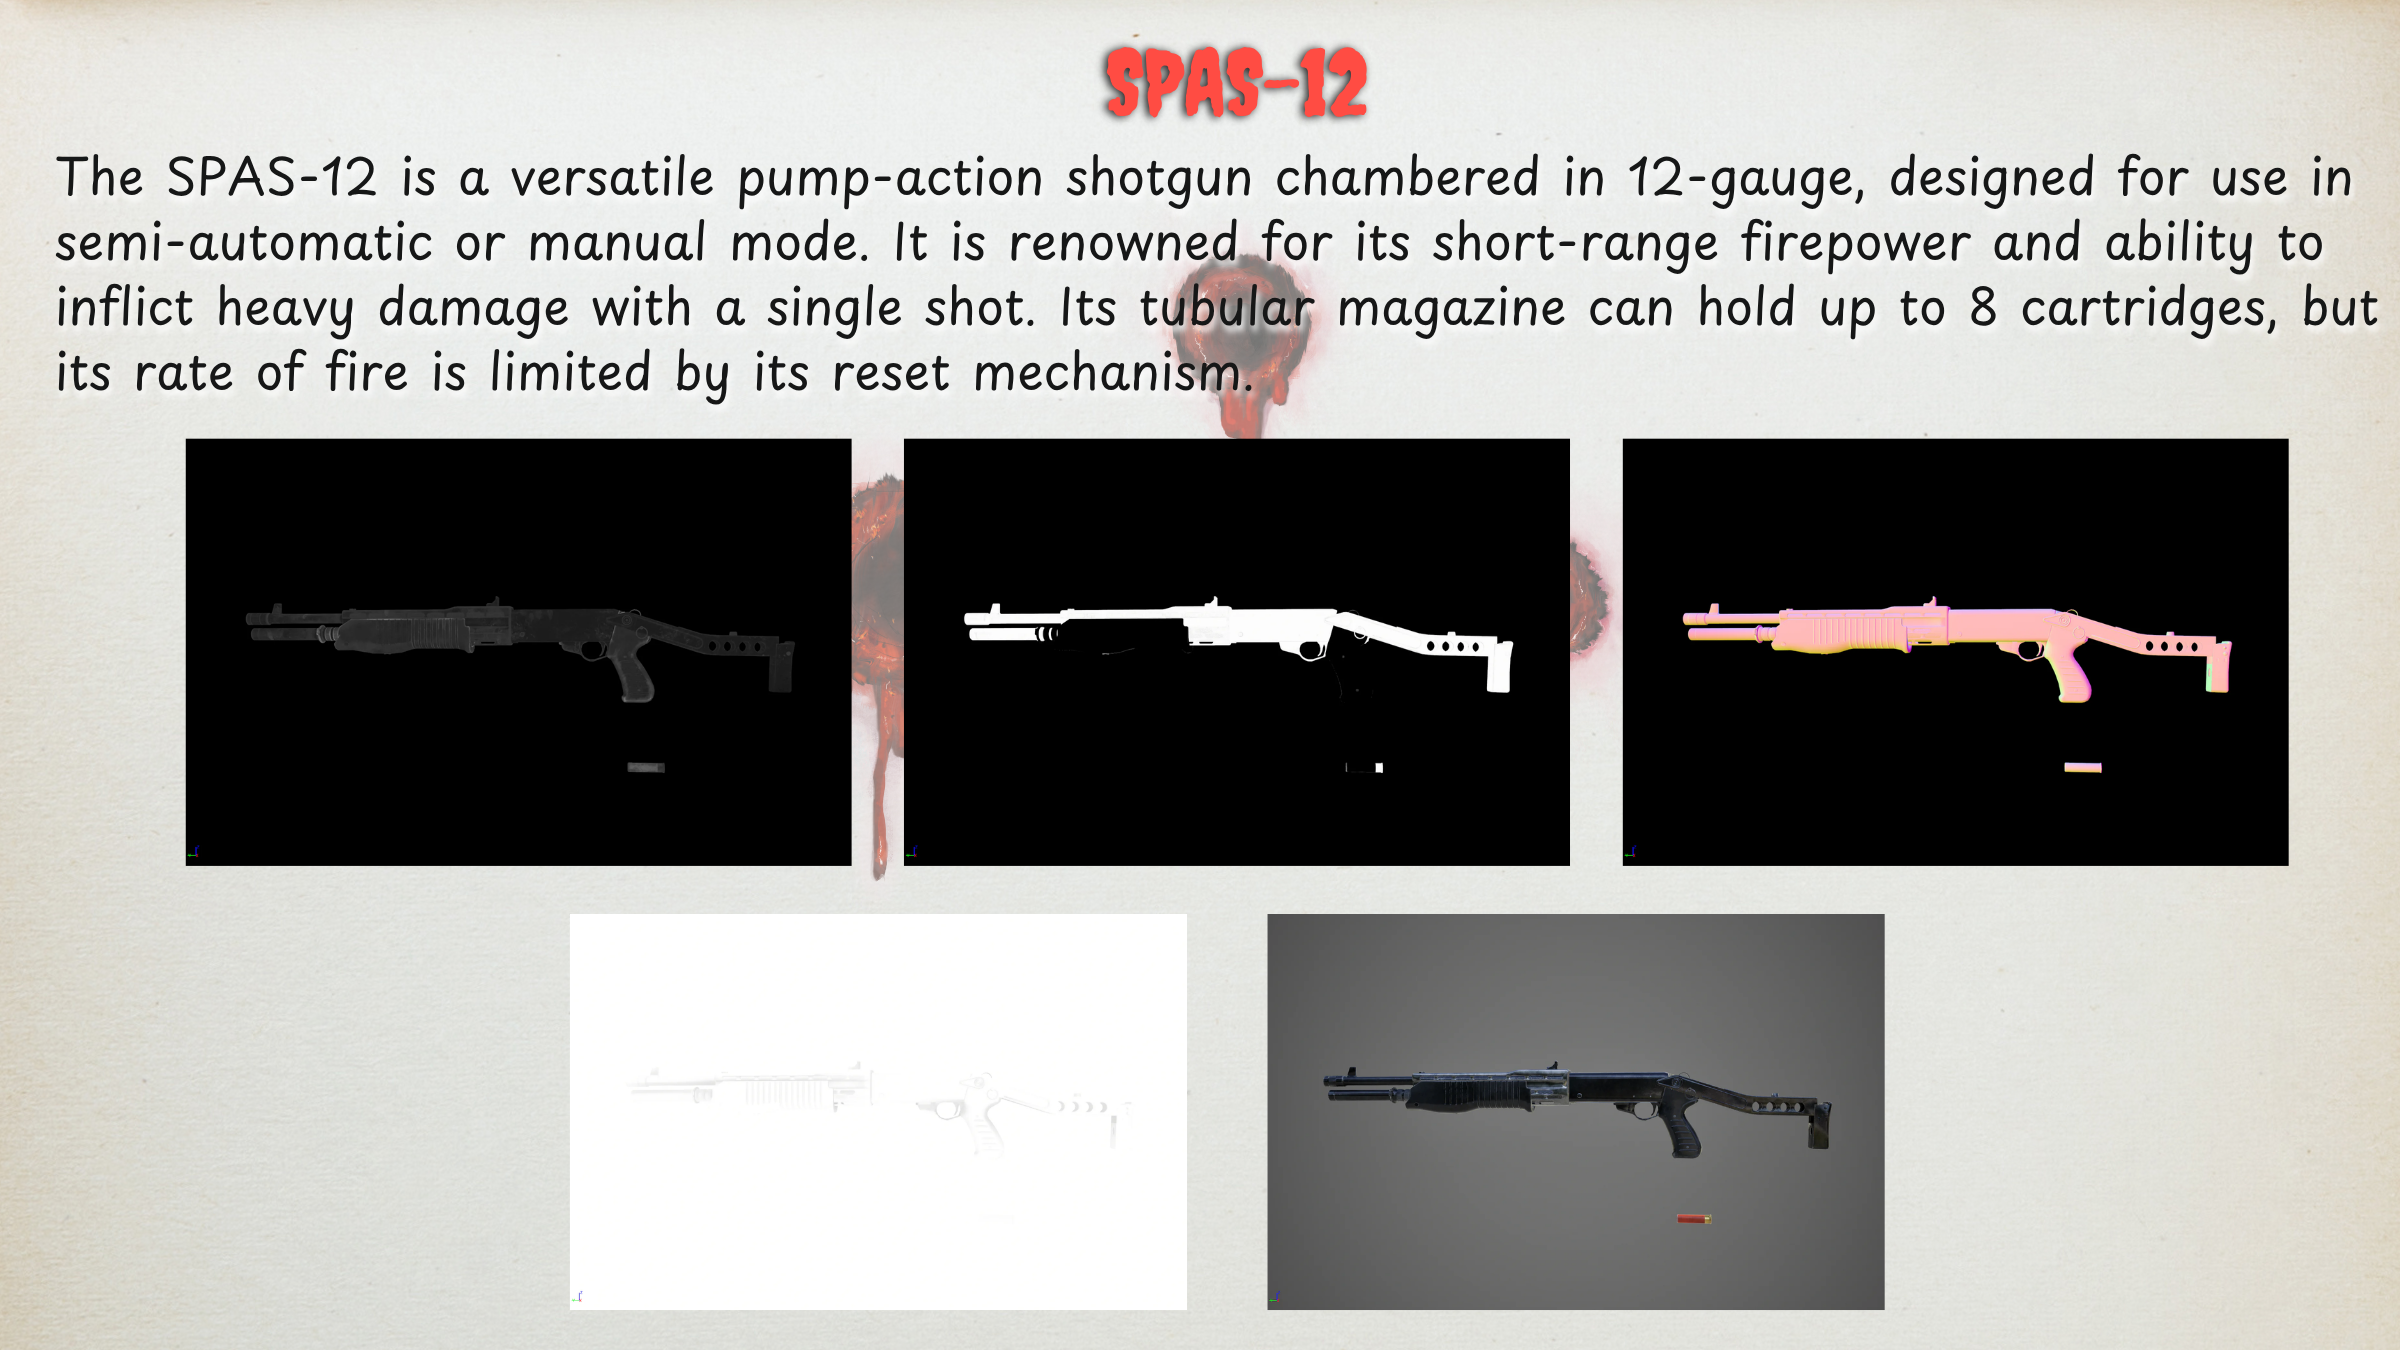 SPAS-12
The SPAS-12 is a versatile pump-action shotgun chambered in 12-gauge, designed for use in
semi-automatic or manual mode. It is renowned for its short-range firepower and ability to
inflict heavy damage with a single shot. Its tubular magazine can hold up to 8 cartridges, but
its rate of fire is limited by its reset mechanism.